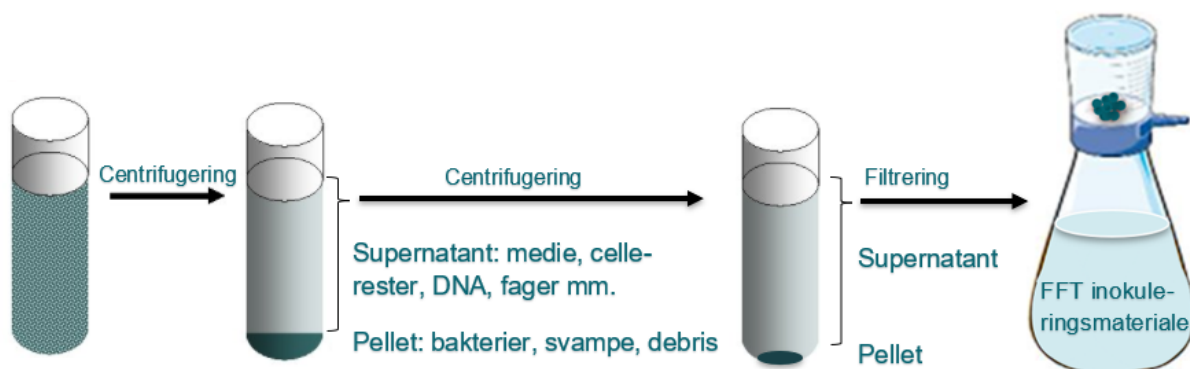 Centrifugering
Centrifugering
Filtrering
Supernatant: medie, celle-
rester, DNA, fager mm.
Pellet: bakterier, svampe, debris
Supernatant
Pellet
FFT inokule-
ringsmateriale